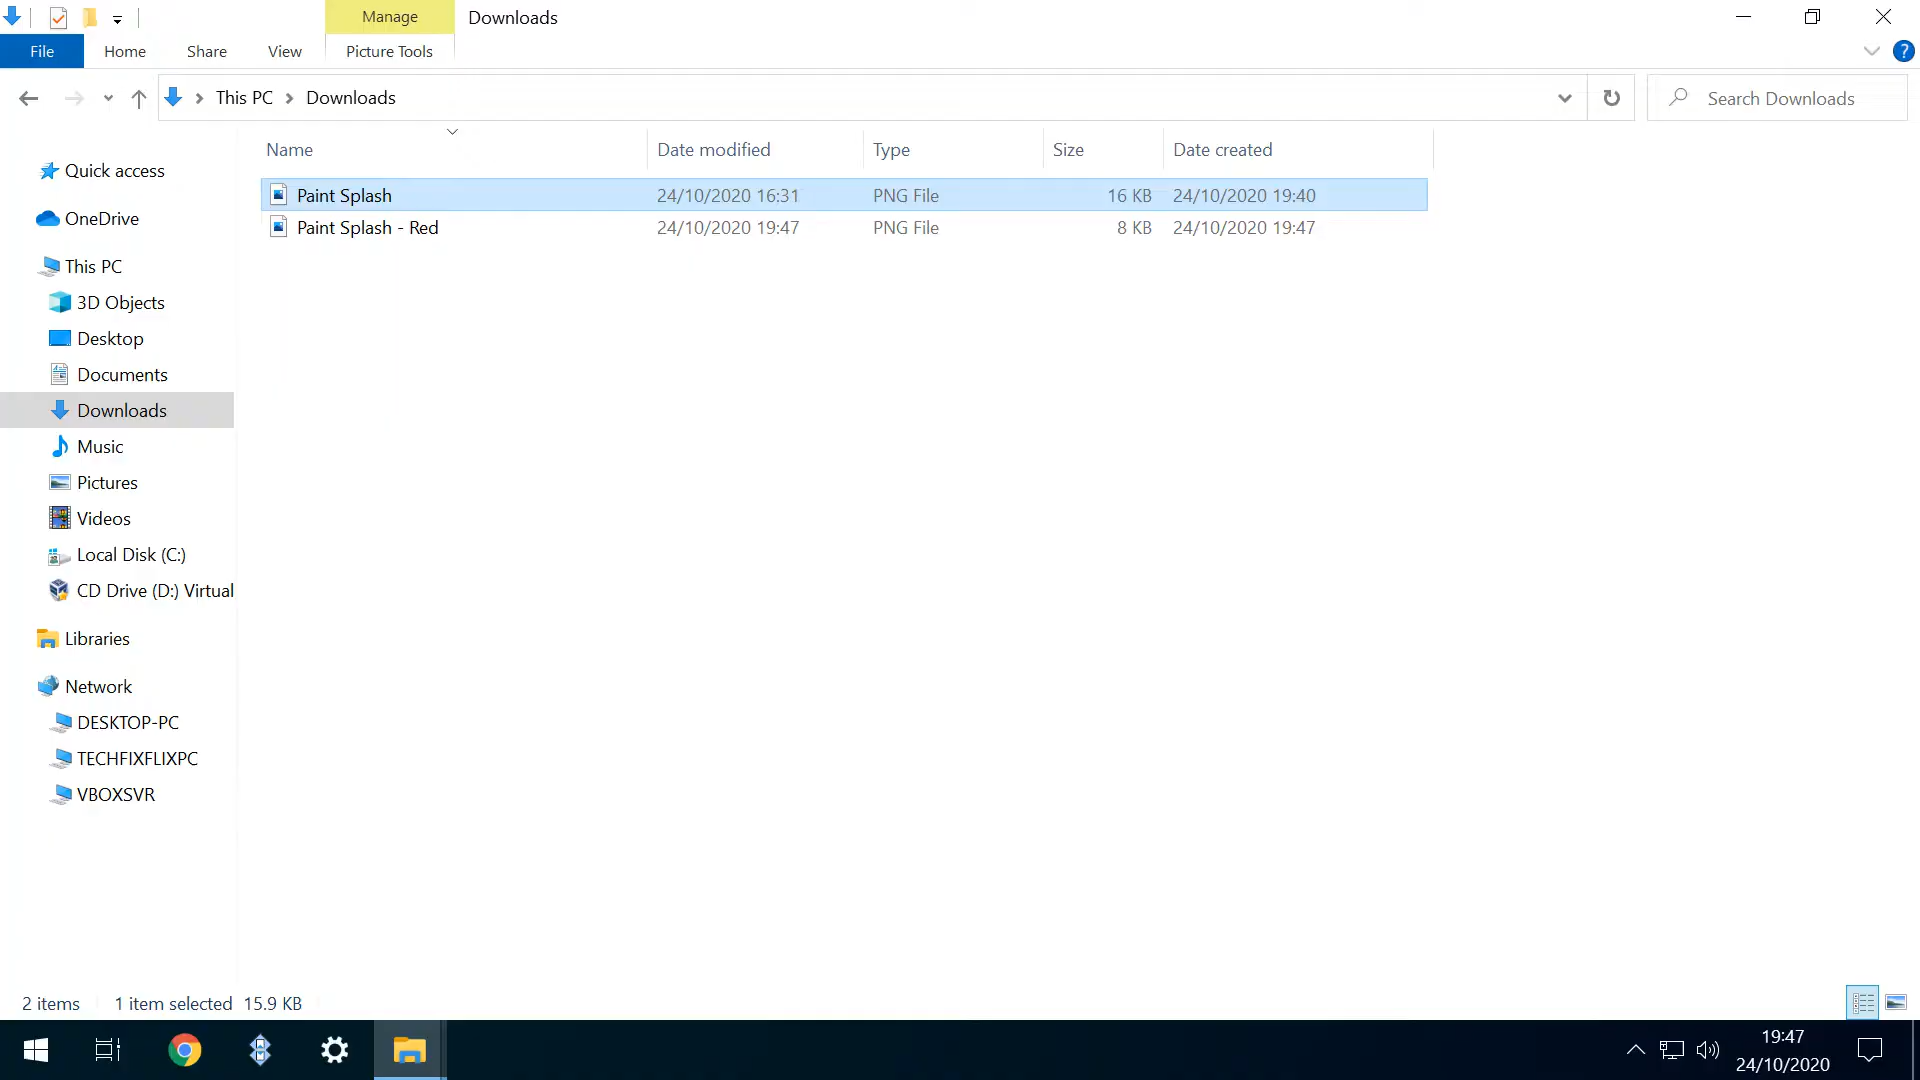 Manage
Downloads
File
Home
Share
View
Picture Tools
?
This PC
Downloads
Search Downloads
Name
Date modified
Type
Size
Date created
Paint Splash
24/10/2020 16:31
PNG File
16 KB
24/10/2020 19:40
Paint Splash - Red
24/10/2020 19:47
PNG File
8 KB
24/10/2020 19:47
Quick access
OneDrive
This PC
3D Objects
Desktop
Documents
Downloads
Music
Pictures
Videos
Local Disk (C:)
CD Drive (D:) Virtual
Libraries
Network
DESKTOP-PC
TECHFIXFLIXPC
VBOXSVR
2 items
1 item selected
15.9 KB
19:47
24/10/2020